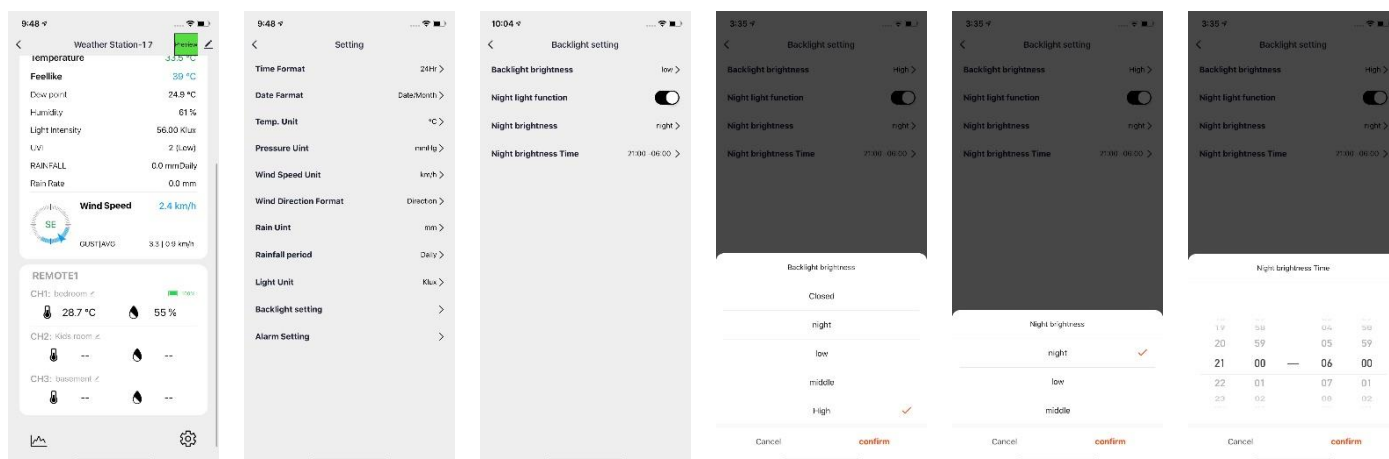 9:48
Weather Station-17
Preview
Temperature
33.5 °C
Feellike
39 °C
Dew point
24.9 °C
Humidity
61 %
Light Intensity
56.00 Klux
UVI
2 (Low)
RAINFALL
0.0 mmDaily
Rain Rate
0.0 mm
SE
Wind Speed
2.4 km/h
GUST|AVG
3.3 | 0.9 km/h
REMOTE1
CH1: bedroom
28.7 °C
55 %
CH2: Kids room
--
--
CH3: basement
--
--
9:48
Setting
Time Format
24Hr >
Date Farmat
Date/Month >
Temp. Unit
°C >
Pressure Uint
mmHg >
Wind Speed Unit
km/h >
Wind Direction Format
Direction >
Rain Uint
mm >
Rainfall period
Daily >
Light Unit
Klux >
Backlight setting
>
Alarm Setting
>
10:04
Backlight setting
Backlight brightness
low >
Night light function
Night brightness
night >
Night brightness Time
21:00 -06:00 >
3:35
Backlight setting
Backlight brightness
High >
Night light function
Night brightness
night >
Night brightness Time
21:00 -06:00 >
Backlight brightness
Closed
night
low
middle
High
Cancel
confirm
3:35
Backlight setting
Backlight brightness
High >
Night light function
Night brightness
night >
Night brightness Time
21:00 -06:00 >
Night brightness
night
low
middle
Cancel
confirm
3:35
Backlight setting
Backlight brightness
High >
Night light function
Night brightness
night >
Night brightness Time
21:00 -06:00 >
Night brightness Time
19 58 04 58
20 59 05 59
21 00 — 06 00
22 01 07 01
23 02 08 02
Cancel
confirm